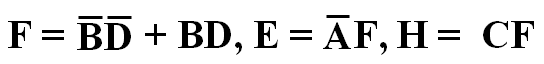 F = B̅D̅ + BD, E = A̅F, H = CF